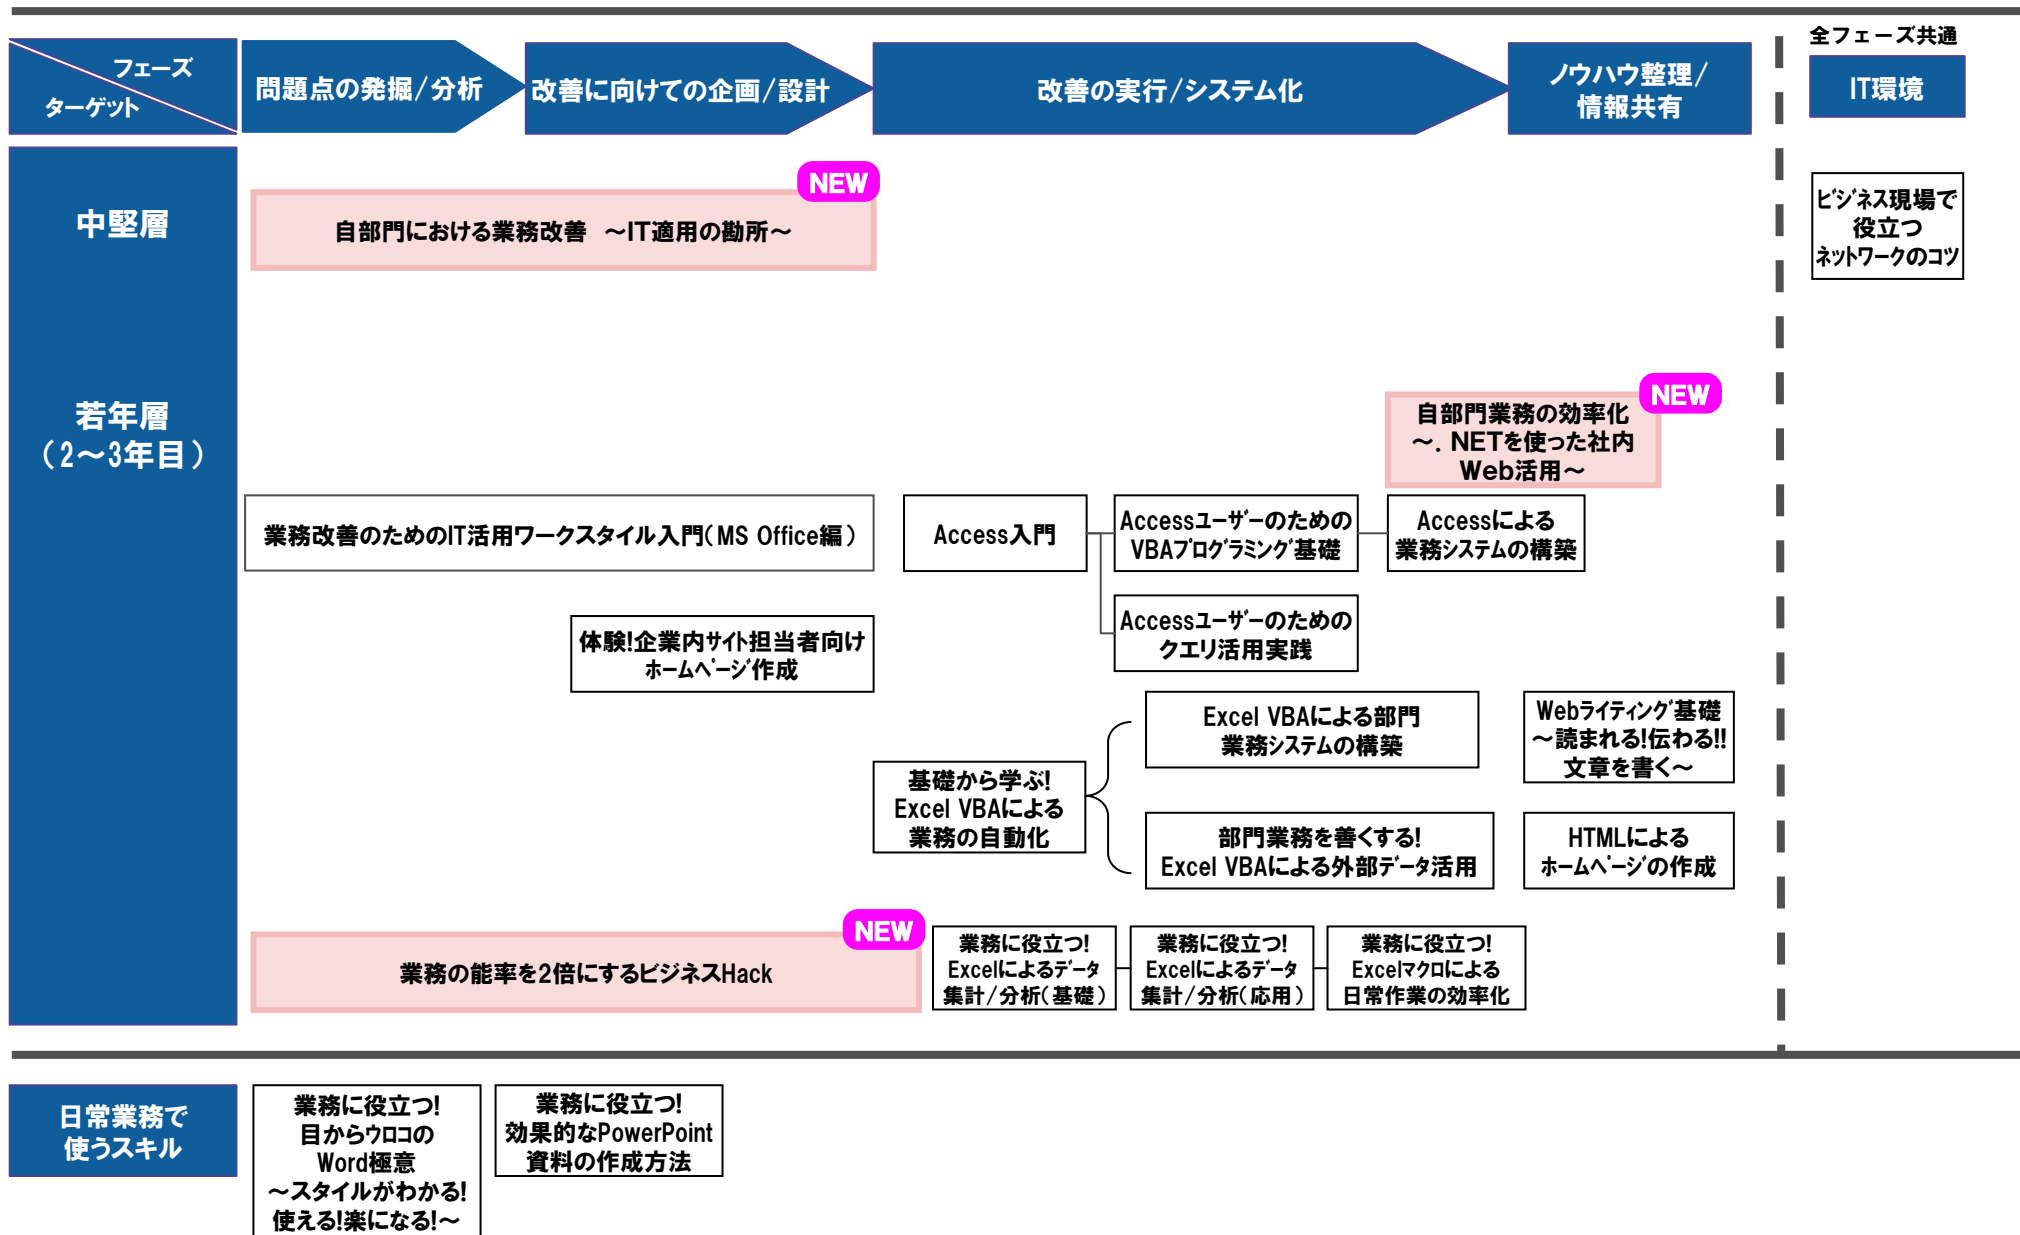 フェーズ
ターゲット
問題点の発掘/分析
改善に向けての企画/設計
改善の実行/システム化
ノウハウ整理/
情報共有
全フェーズ共通
IT環境
中堅層
NEW
自部門における業務改善 ～IT適用の勘所～
ビジネス現場で
役立つ
ネットワークのコツ
若年層
(2～3年目)
NEW
自部門業務の効率化
～．NETを使った社内
Web活用～
業務改善のためのIT活用ワークスタイル入門(MS Office編)
Access入門
Accessユーザーのための
VBAプログラミング基礎
Accessによる
業務システムの構築
Accessユーザーのための
クエリ活用実践
体験!企業内サイト担当者向け
ホームページ作成
Excel VBAによる部門
業務システムの構築
Webライティング基礎
～読まれる!伝わる!!
文章を書く～
基礎から学ぶ!
Excel VBAによる
業務の自動化
部門業務を善くする!
Excel VBAによる外部データ活用
HTMLによる
ホームページの作成
NEW
業務の能率を2倍にするビジネスHack
業務に役立つ!
Excelによるデータ
集計/分析(基礎)
業務に役立つ!
Excelによるデータ
集計/分析(応用)
業務に役立つ!
Excelマクロによる
日常作業の効率化
日常業務で
使うスキル
業務に役立つ!
目からウロコの
Word極意
～スタイルがわかる!
使える!楽になる!～
業務に役立つ!
効果的なPowerPoint
資料の作成方法